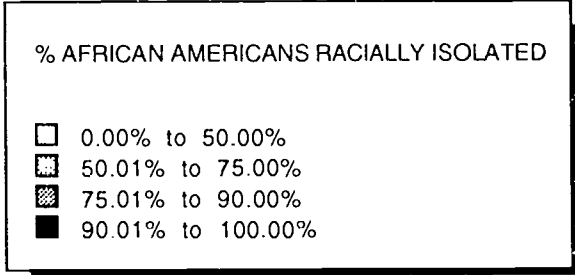 % AFRICAN AMERICANS RACIALLY ISOLATED
0.00% to 50.00%
50.01% to 75.00%
75.01% to 90.00%
90.01% to 100.00%